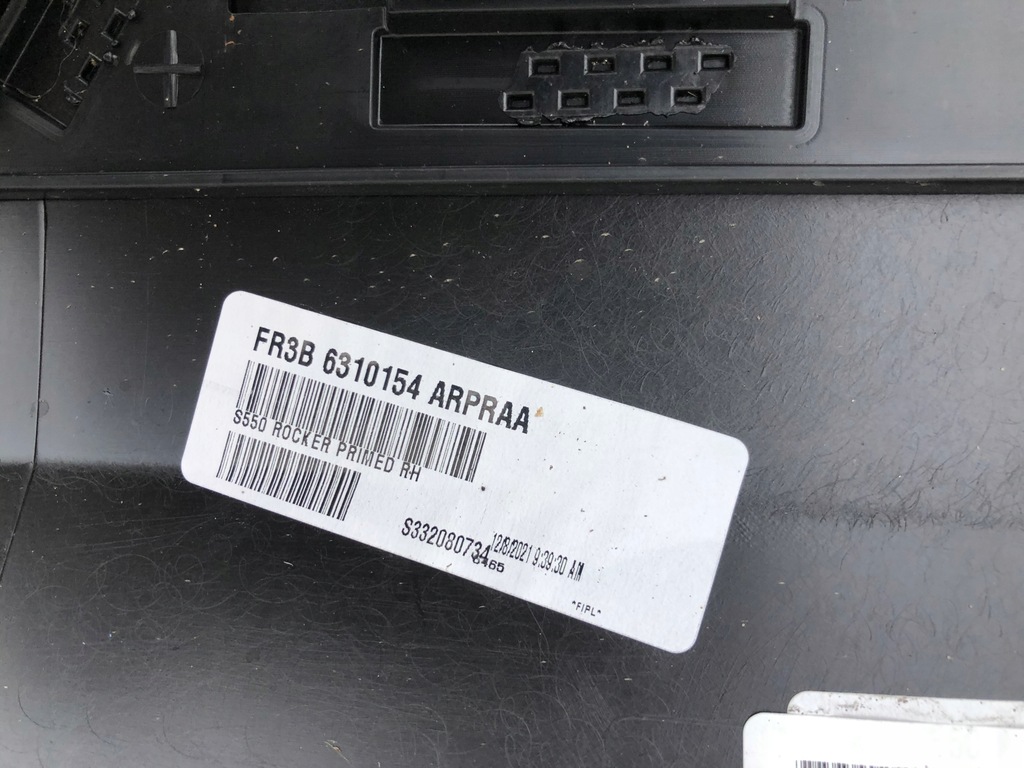 FR3B 6310154 ARPRAA
S550 ROCKER PRIMED RH
S332080734 12/8/2021 9:39:30 AM
0465
*FIPL*